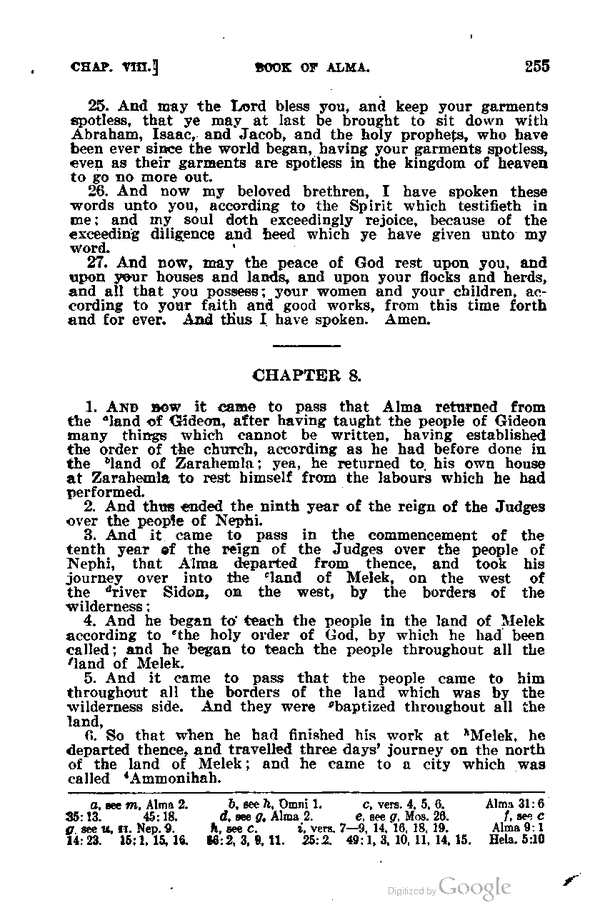 CHAP. VIII.] BOOK OF ALMA. 255
25. And may the Lord bless you, and keep your garments
spotless, that ye may at last be brought to sit down with
Abraham, Isaac, and Jacob, and the holy prophets, who have
been ever since the world began, having your garments spotless,
even as their garments are spotless in the kingdom of heaven
to go no more out.
26. And now my beloved brethren, I have spoken these
words unto you, according to the Spirit which testifieth in
me; and my soul doth exceedingly rejoice, because of the
exceeding diligence and heed which ye have given unto my
word.
27. And now, may the peace of God rest upon you, and
upon your houses and lands, and upon your flocks and herds,
and all that you possess; your women and your children, ac-
cording to your faith and good works, from this time forth
and for ever. And thus I have spoken. Amen.
CHAPTER 8.
1. AND now it came to pass that Alma returned from
the ᵃland of Gideon, after having taught the people of Gideon
many things which cannot be written, having established
the order of the church, according as he had before done in
the ᵇland of Zarahemla; yea, he returned to his own house
at Zarahemla to rest himself from the labours which he had
performed.
2. And thus ended the ninth year of the reign of the Judges
over the people of Nephi.
3. And it came to pass in the commencement of the
tenth year of the reign of the Judges over the people of
Nephi, that Alma departed from thence, and took his
journey over into the ᶜland of Melek, on the west of
the ᵈriver Sidon, on the west, by the borders of the
wilderness;
4. And he began to teach the people in the land of Melek
according to ᵉthe holy order of God, by which he had been
called; and he began to teach the people throughout all the
ᶠland of Melek.
5. And it came to pass that the people came to him
throughout all the borders of the land which was by the
wilderness side. And they were ᵍbaptized throughout all the
land,
6. So that when he had finished his work at ʰMelek, he
departed thence, and travelled three days' journey on the north
of the land of Melek; and he came to a city which was
called ⁱAmmonihah.
a, see m, Alma 2. b, see h, Omni 1. c, vers. 4, 5, 6. Alma 31:6
35:13. 45:18. d, see g, Alma 2. e, see g, Mos. 26. f, see c
g, see u, II. Nep. 9. h, see c. i, vers. 7—9, 14, 16, 18, 19. Alma 9:1
14:23. 15:1, 15, 16. 16:2, 3, 9, 11. 25:2. 49:1, 3, 10, 11, 14, 15. Hela. 5:10
Digitized by Google